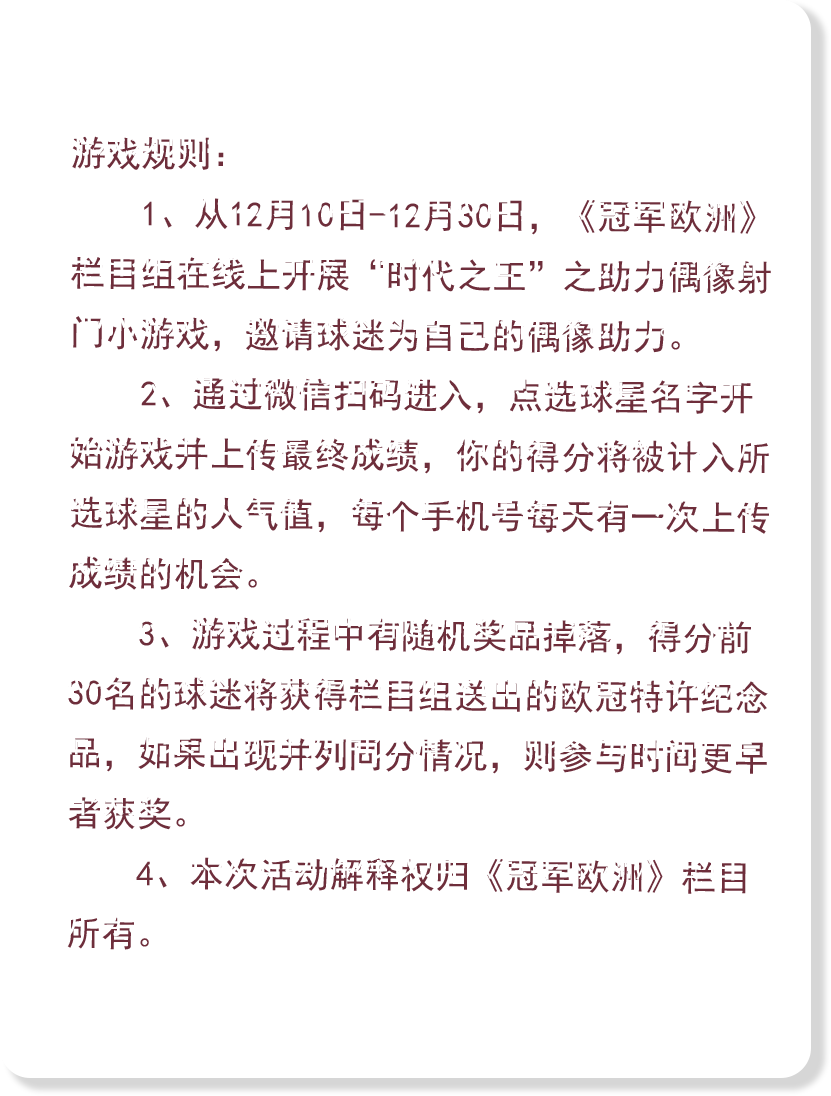 游戏规则：
1、从12月10日-12月30日，《冠军欧洲》
栏目组在线上开展“时代之王”之助力偶像射
门小游戏，邀请球迷为自己的偶像助力。
2、通过微信扫码进入，点选球星名字开
始游戏并上传最终成绩，你的得分将被计入所
选球星的人气值，每个手机号每天有一次上传
成绩的机会。
3、游戏过程中有随机奖品掉落，得分前
30名的球迷将获得栏目组送出的欧冠特许纪念
品，如果出现并列同分情况，则参与时间更早
者获奖。
4、本次活动解释权归《冠军欧洲》栏目
所有。